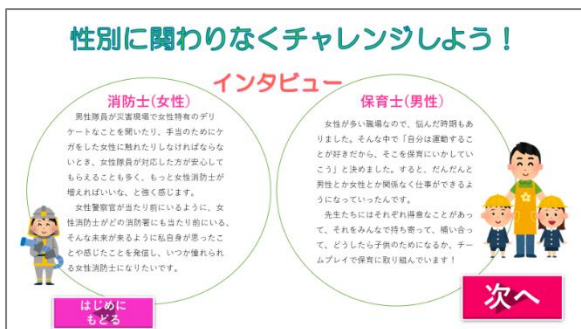 性別に関わりなくチャレンジしよう！
インタビュー
消防士(女性)
男性隊員が災害現場で女性特有のデリ
ケートなことを聞いたり、手当のためにケ
ガをした女性に触れたりしなければならな
いとき、女性隊員が対応した方が安心して
もらえることも多く、もっと女性消防士が
増えればいいな、と強く感じます。
女性警察官が当たり前にいるように、女
性消防士がどの消防署にも当たり前にいる、
そんな未来が来るように私自身が思ったこ
とや感じたことを発信し、いつか憧れられ
る女性消防士になりたいです。
保育士(男性)
女性が多い職場なので、悩んだ時期もあ
りました。そんな中で「自分は運動するこ
とが好きだから、そこを保育にいかしてい
こう」と決めました。すると、だんだんと
男性とか女性とか関係なく仕事ができるよ
うになっていったんです。
先生たちにはそれぞれ得意なことがあっ
て、それをみんなで持ち寄って、補い合っ
て、どうしたら子供のためになるか、チー
ムプレイで保育に取り組んでいます！
はじめに
もどる
次へ